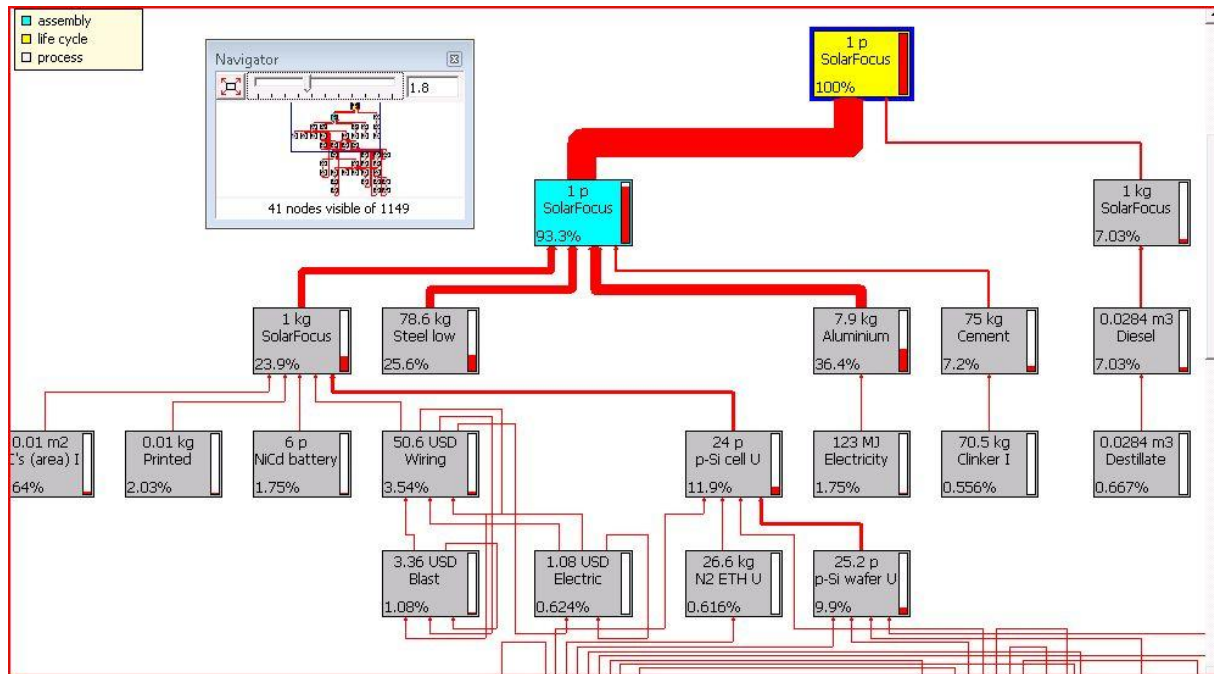 assembly
life cycle
process
Navigator
1.8
41 nodes visible of 1149
1 p
SolarFocus
100%
1 p
SolarFocus
93.3%
1 kg
SolarFocus
7.03%
1 kg
SolarFocus
23.9%
78.6 kg
Steel low
25.6%
7.9 kg
Aluminium
36.4%
75 kg
Cement
7.2%
0.0284 m3
Diesel
7.03%
0.01 m2
C's (area) I
64%
0.01 kg
Printed
2.03%
6 p
NiCd battery
1.75%
50.6 USD
Wiring
3.54%
24 p
p-Si cell U
11.9%
123 MJ
Electricity
1.75%
70.5 kg
Clinker I
0.556%
0.0284 m3
Destillate
0.667%
3.36 USD
Blast
1.08%
1.08 USD
Electric
0.624%
26.6 kg
N2 ETH U
0.616%
25.2 p
p-Si wafer U
9.9%